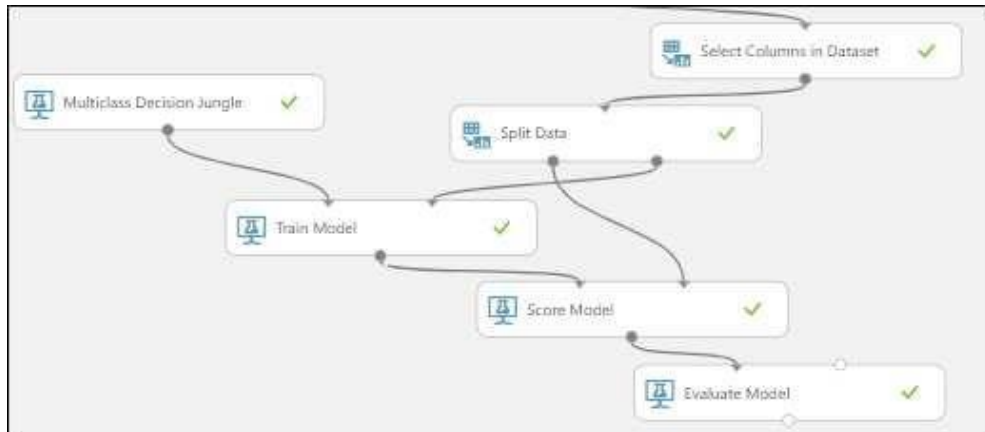 Select Columns in Dataset
Multiclass Decision Jungle
Split Data
Train Model
Score Model
Evaluate Model